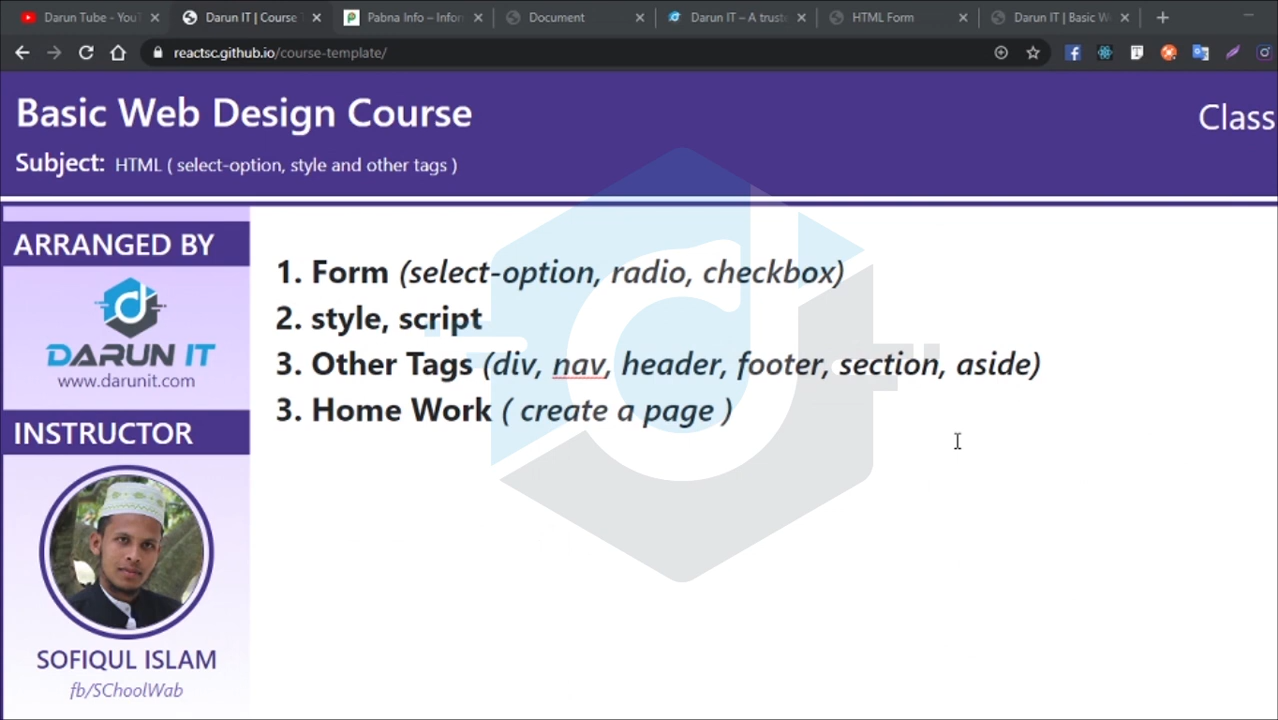 Darun Tube - YouT
Darun IT | Course T
Pabna Info – Inform
Document
Darun IT – A truste
HTML Form
Darun IT | Basic W
reactsc.github.io/course-template/
Basic Web Design Course
Class
Subject: HTML ( select-option, style and other tags )
ARRANGED BY
DARUN IT
www.darunit.com
INSTRUCTOR
SOFIQUL ISLAM
fb/SChoolWab
1. Form (select-option, radio, checkbox)
2. style, script
3. Other Tags (div, nav, header, footer, section, aside)
3. Home Work ( create a page )